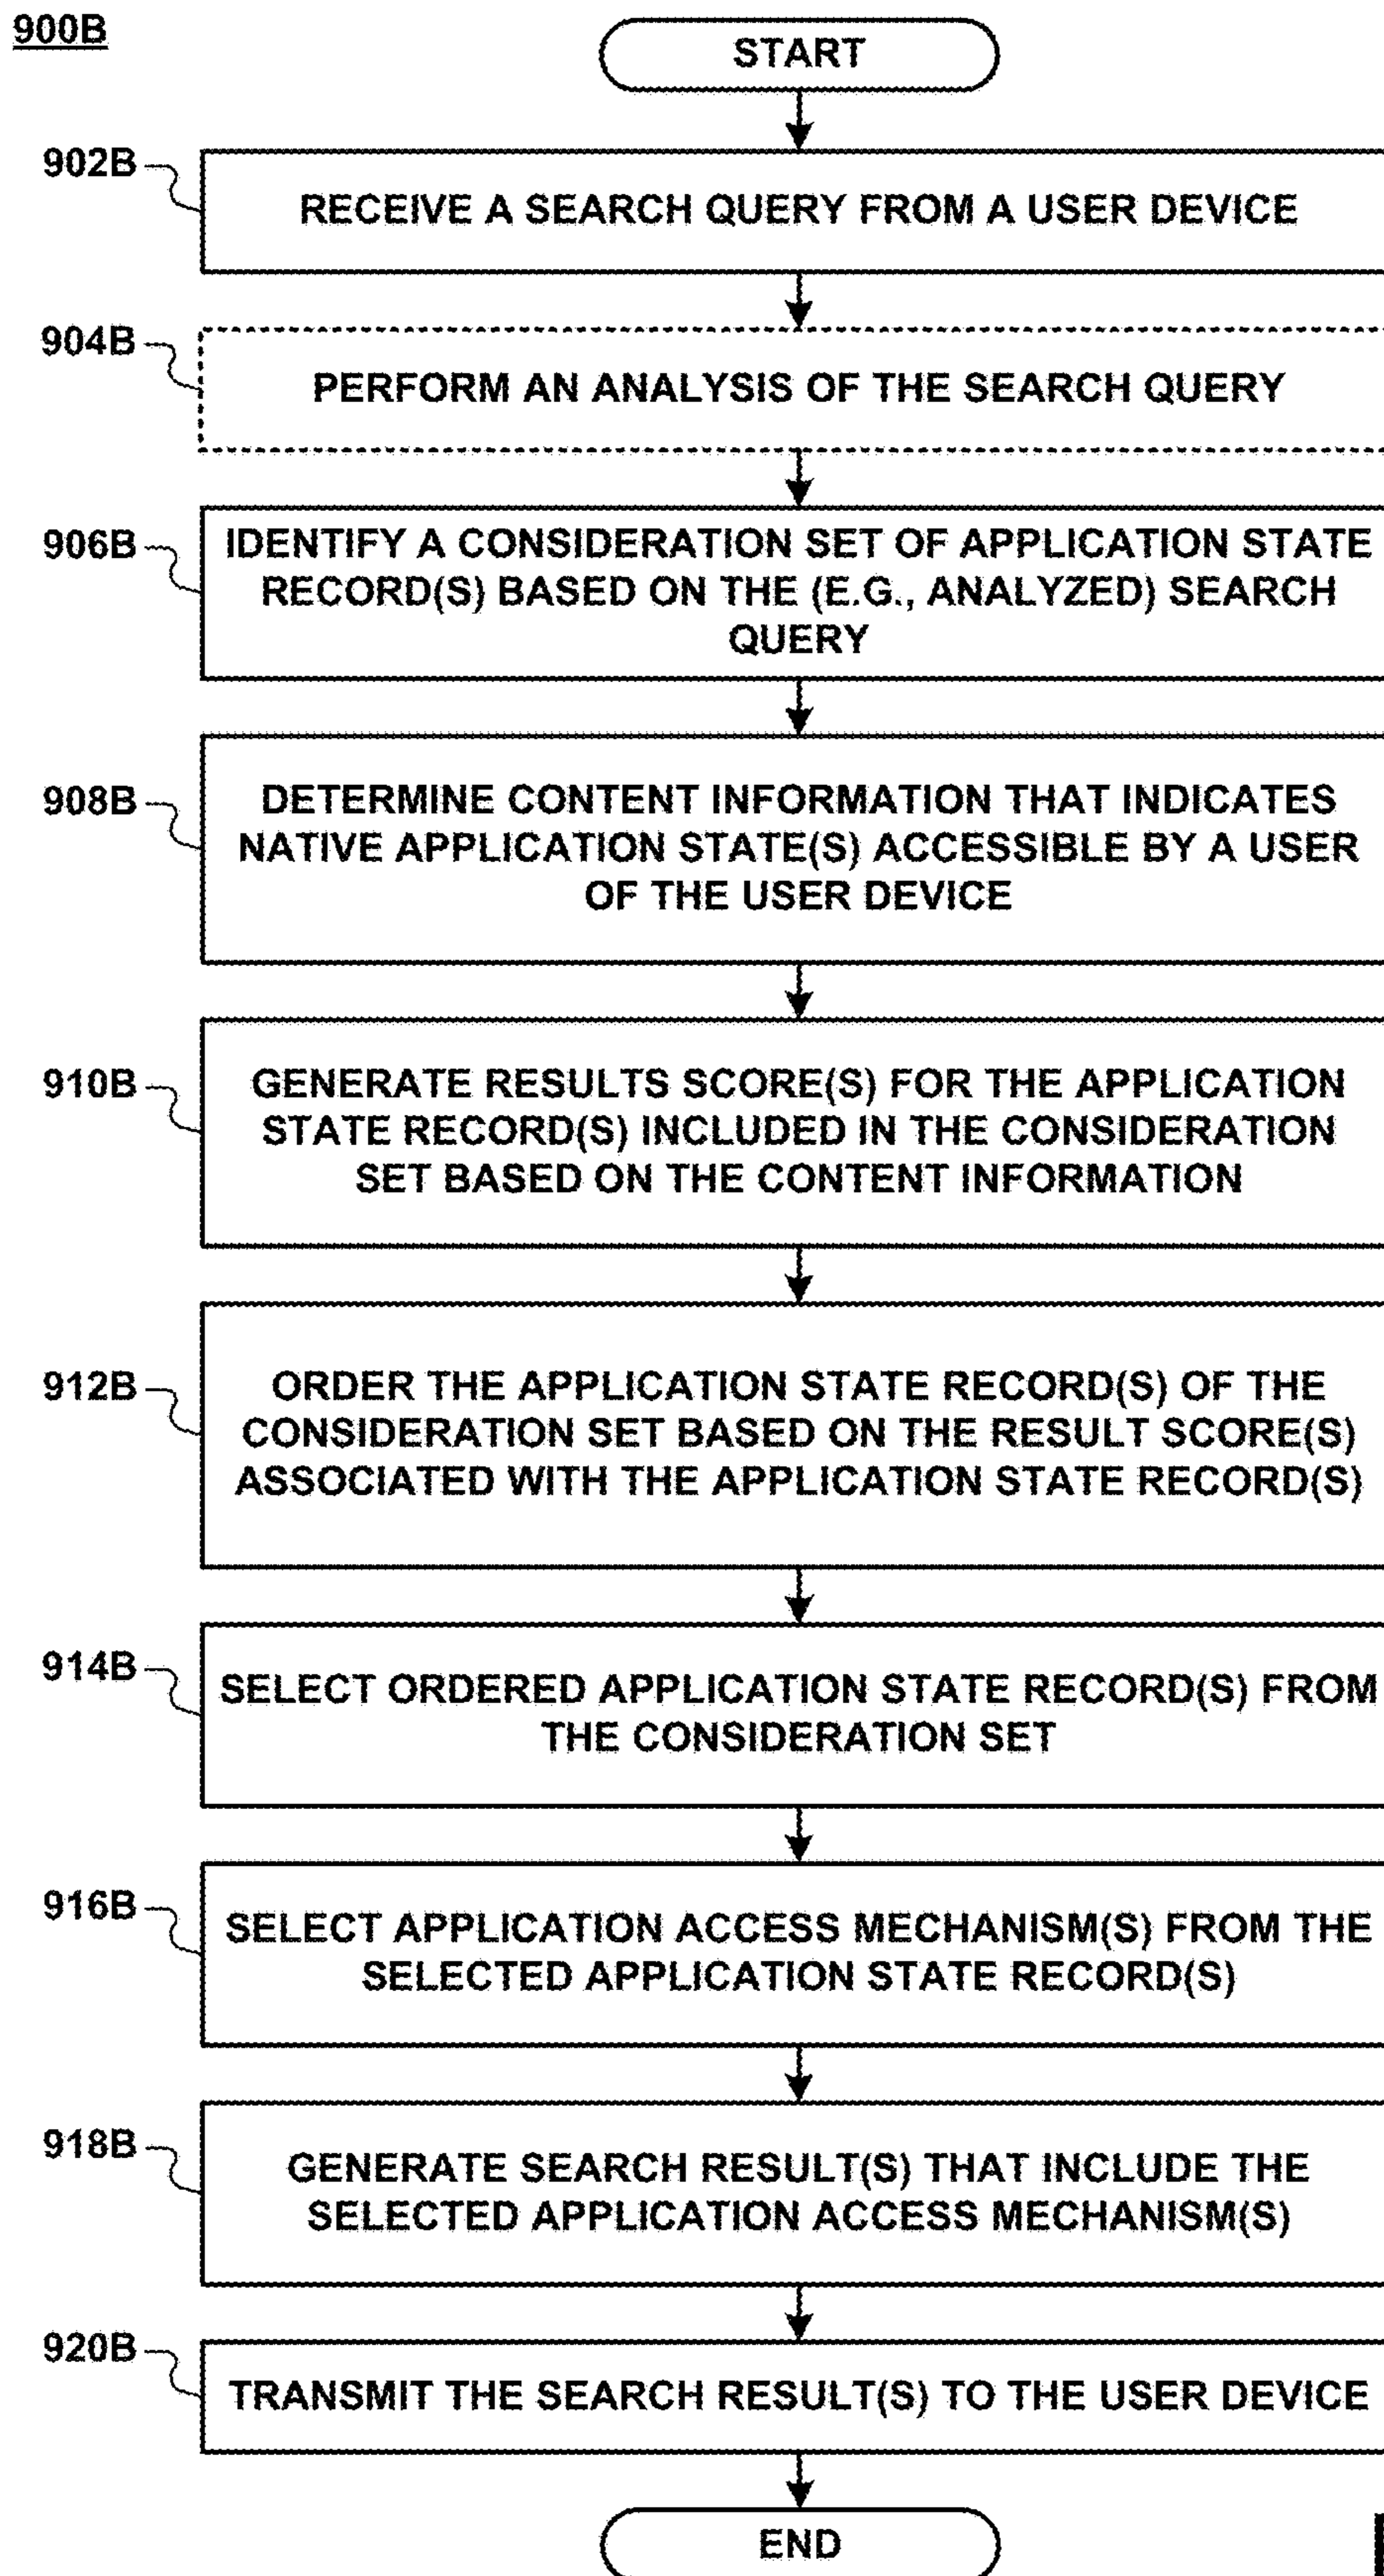 900B
START
902B
RECEIVE A SEARCH QUERY FROM A USER DEVICE
904B
PERFORM AN ANALYSIS OF THE SEARCH QUERY
906B
IDENTIFY A CONSIDERATION SET OF APPLICATION STATE
RECORD(S) BASED ON THE (E.G., ANALYZED) SEARCH
QUERY
908B
DETERMINE CONTENT INFORMATION THAT INDICATES
NATIVE APPLICATION STATE(S) ACCESSIBLE BY A USER
OF THE USER DEVICE
910B
GENERATE RESULTS SCORE(S) FOR THE APPLICATION
STATE RECORD(S) INCLUDED IN THE CONSIDERATION
SET BASED ON THE CONTENT INFORMATION
912B
ORDER THE APPLICATION STATE RECORD(S) OF THE
CONSIDERATION SET BASED ON THE RESULT SCORE(S)
ASSOCIATED WITH THE APPLICATION STATE RECORD(S)
914B
SELECT ORDERED APPLICATION STATE RECORD(S) FROM
THE CONSIDERATION SET
916B
SELECT APPLICATION ACCESS MECHANISM(S) FROM THE
SELECTED APPLICATION STATE RECORD(S)
918B
GENERATE SEARCH RESULT(S) THAT INCLUDE THE
SELECTED APPLICATION ACCESS MECHANISM(S)
920B
TRANSMIT THE SEARCH RESULT(S) TO THE USER DEVICE
END